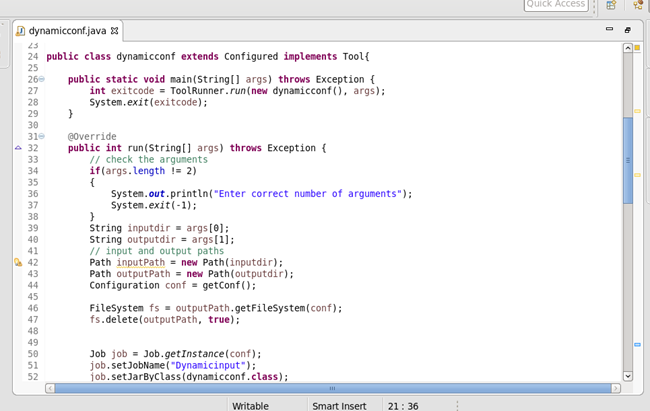 Quick Access
dynamicconf.java
23
24 public class dynamicconf extends Configured implements Tool{
25
26 public static void main(String[] args) throws Exception {
27 int exitcode = ToolRunner.run(new dynamicconf(), args);
28 System.exit(exitcode);
29 }
30
31 @Override
32 public int run(String[] args) throws Exception {
33 // check the arguments
34 if(args.length != 2)
35 {
36 System.out.println("Enter correct number of arguments");
37 System.exit(-1);
38 }
39 String inputdir = args[0];
40 String outputdir = args[1];
41 // input and output paths
42 Path inputPath = new Path(inputdir);
43 Path outputPath = new Path(outputdir);
44 Configuration conf = getConf();
45
46 FileSystem fs = outputPath.getFileSystem(conf);
47 fs.delete(outputPath, true);
48
49
50 Job job = Job.getInstance(conf);
51 job.setJobName("Dynamicinput");
52 job.setJarByClass(dynamicconf.class);
Writable Smart Insert 21 : 36